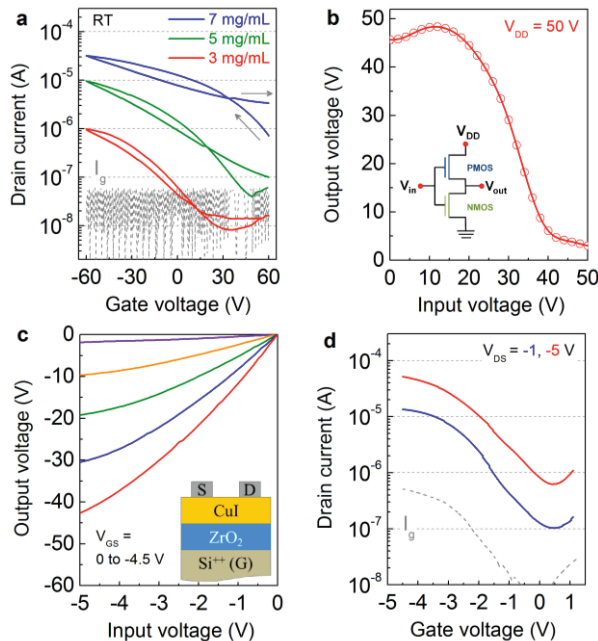 a
RT
7 mg/mL
5 mg/mL
3 mg/mL
10⁻⁴
10⁻⁵
10⁻⁶
10⁻⁷
10⁻⁸
I_g
Drain current (A)
-60 -30 0 30 60
Gate voltage (V)
b
V_DD = 50 V
50
40
30
20
10
0
Output voltage (V)
V_DD
PMOS
V_in
V_out
NMOS
0 10 20 30 40 50
Input voltage (V)
c
0
-10
-20
-30
-40
-50
-60
Output voltage (V)
S D
CuI
ZrO₂
Si⁺⁺ (G)
V_GS =
0 to -4.5 V
-5 -4 -3 -2 -1 0
Input voltage (V)
d
V_DS = -1, -5 V
10⁻⁴
10⁻⁵
10⁻⁶
10⁻⁷
10⁻⁸
I_g
Drain current (A)
-5 -4 -3 -2 -1 0 1
Gate voltage (V)